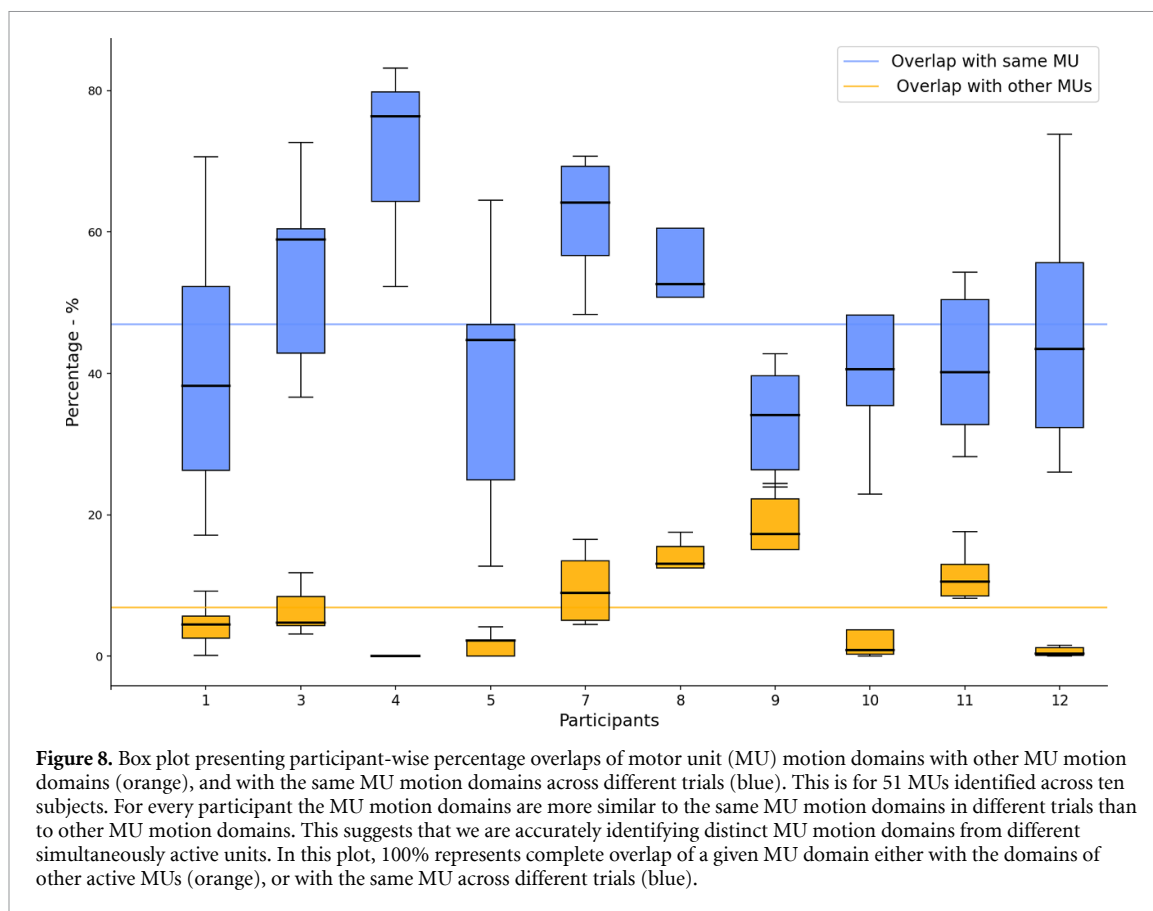 Overlap with same MU
Overlap with other MUs
80
60
40
20
0
Percentage - %
1 3 4 5 7 8 9 10 11 12
Participants
Figure 8. Box plot presenting participant-wise percentage overlaps of motor unit (MU) motion domains with other MU motion
domains (orange), and with the same MU motion domains across different trials (blue). This is for 51 MUs identified across ten
subjects. For every participant the MU motion domains are more similar to the same MU motion domains in different trials than
to other MU motion domains. This suggests that we are accurately identifying distinct MU motion domains from different
simultaneously active units. In this plot, 100% represents complete overlap of a given MU domain either with the domains of
other active MUs (orange), or with the same MU across different trials (blue).